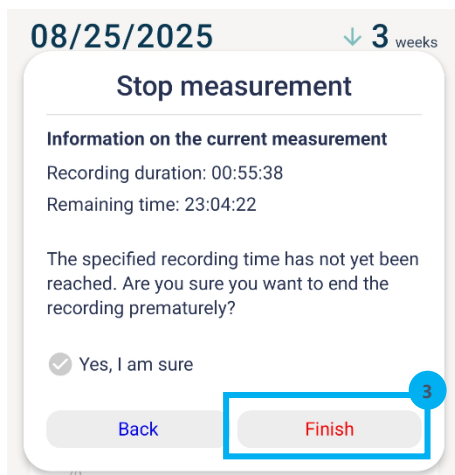 08/25/2025 ↓ 3 weeks
Stop measurement
Information on the current measurement
Recording duration: 00:55:38
Remaining time: 23:04:22
The specified recording time has not yet been
reached. Are you sure you want to end the
recording prematurely?
Yes, I am sure
3
Back Finish